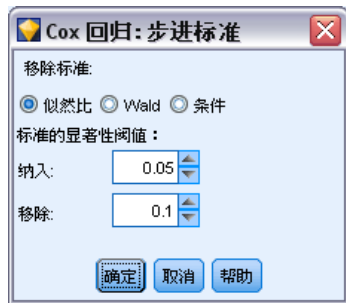 Cox 回归:步进标准
移除标准:
似然比 Wald 条件
标准的显著性阀值：
纳入: 0.05
移除: 0.1
确定 取消 帮助